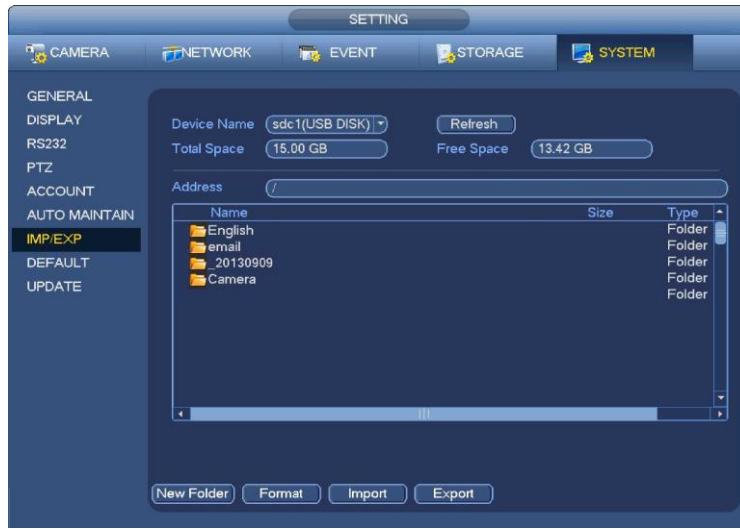 SETTING
CAMERA NETWORK EVENT STORAGE SYSTEM
GENERAL
DISPLAY
RS232
PTZ
ACCOUNT
AUTO MAINTAIN
IMP/EXP
DEFAULT
UPDATE
Device Name sdc1(USB DISK) Refresh
Total Space 15.00 GB Free Space 13.42 GB
Address /
Name Size Type
English Folder
email Folder
_20130909 Folder
Camera Folder
Folder
New Folder Format Import Export